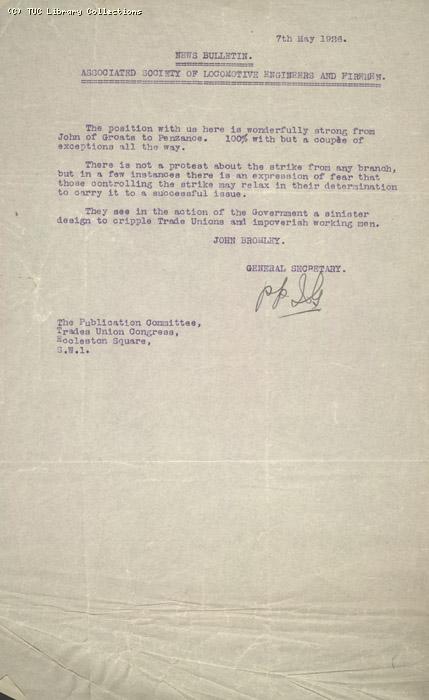 (C) TUC Library Collections
7th May 1926.
NEWS BULLETIN.
ASSOCIATED SOCIETY OF LOCOMOTIVE ENGINEERS AND FIREMEN.
The position with us here is wonderfully strong from
John of Groats to Penzance. 100% with but a couple of
exceptions all the way.
There is not a protest about the strike from any branch,
but in a few instances there is an expression of fear that
those controlling the strike may relax in their determination
to carry it to a successful issue.
They see in the action of the Government a sinister
design to cripple Trade Unions and impoverish working men.
JOHN BROMLEY.
GENERAL SECRETARY.
pp
The Publication Committee,
Trades Union Congress,
Eccleston Square,
S.W.1.